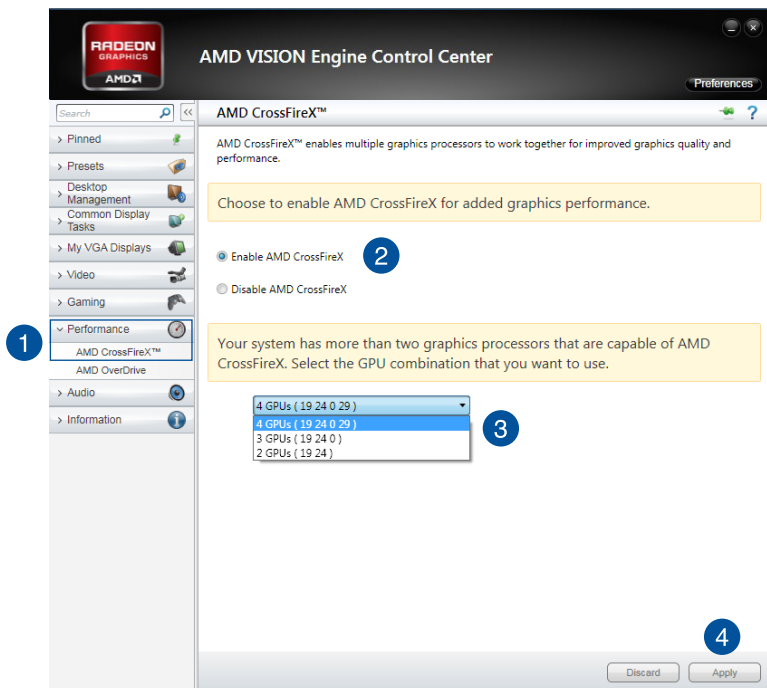 RADEON
GRAPHICS
AMD
AMD VISION Engine Control Center
Preferences
Search
<<
AMD CrossFireX™
?
> Pinned
> Presets
> Desktop
Management
> Common Display
Tasks
> My VGA Displays
> Video
> Gaming
1
Performance
AMD CrossFireX™
AMD OverDrive
> Audio
> Information
AMD CrossFireX™ enables multiple graphics processors to work together for improved graphics quality and
performance.
Choose to enable AMD CrossFireX for added graphics performance.
Enable AMD CrossFireX
2
Disable AMD CrossFireX
Your system has more than two graphics processors that are capable of AMD
CrossFireX. Select the GPU combination that you want to use.
4 GPUs ( 19 24 0 29 )
4 GPUs ( 19 24 0 29 )
3 GPUs ( 19 24 0 )
2 GPUs ( 19 24 )
3
4
Discard
Apply